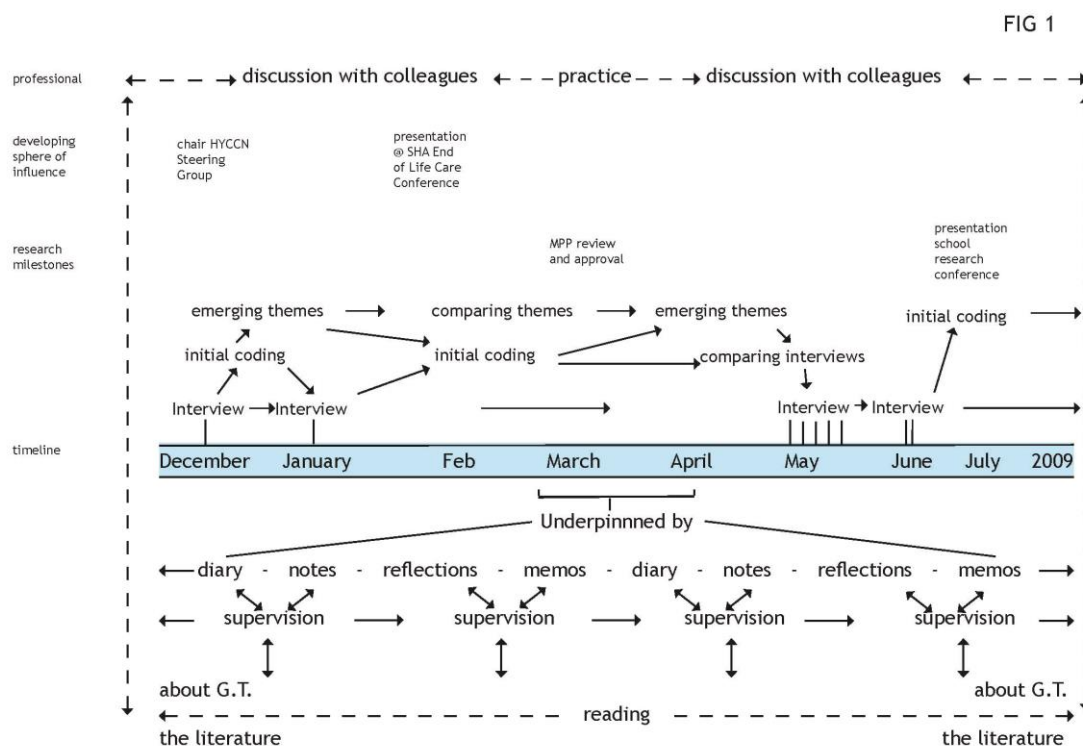 FIG 1
professional discussion with colleagues practice discussion with colleagues
developing
sphere of
influence
chair HYCCN
Steering
Group
presentation
@ SHA End
of Life Care
Conference
research
milestones
MPP review
and approval
presentation
school
research
conference
emerging themes comparing themes emerging themes initial coding
initial coding initial coding comparing interviews
Interview Interview Interview Interview
timeline
December January Feb March April May June July 2009
Underpinnned by
diary - notes - reflections - memos - diary - notes - reflections - memos
supervision supervision supervision supervision
about G.T. about G.T.
reading
the literature the literature